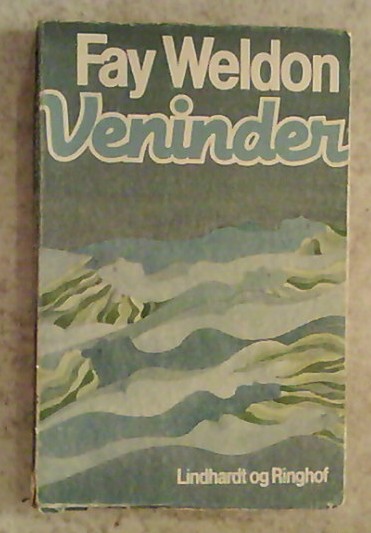 Fay Weldon
Veninder
Lindhardt og Ringhof